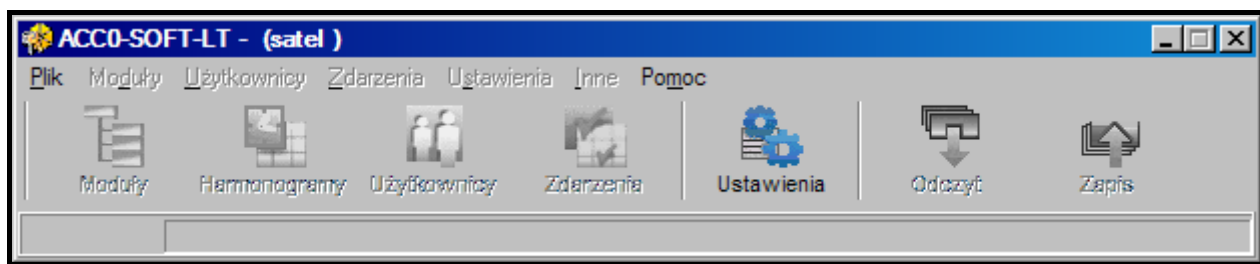 ACCO-SOFT-LT - (satel )
Plik Moduły Użytkownicy Zdarzenia Ustawienia Inne Pomoc
Moduły Harmonogramy Użytkownicy Zdarzenia Ustawienia Odczyt Zapis